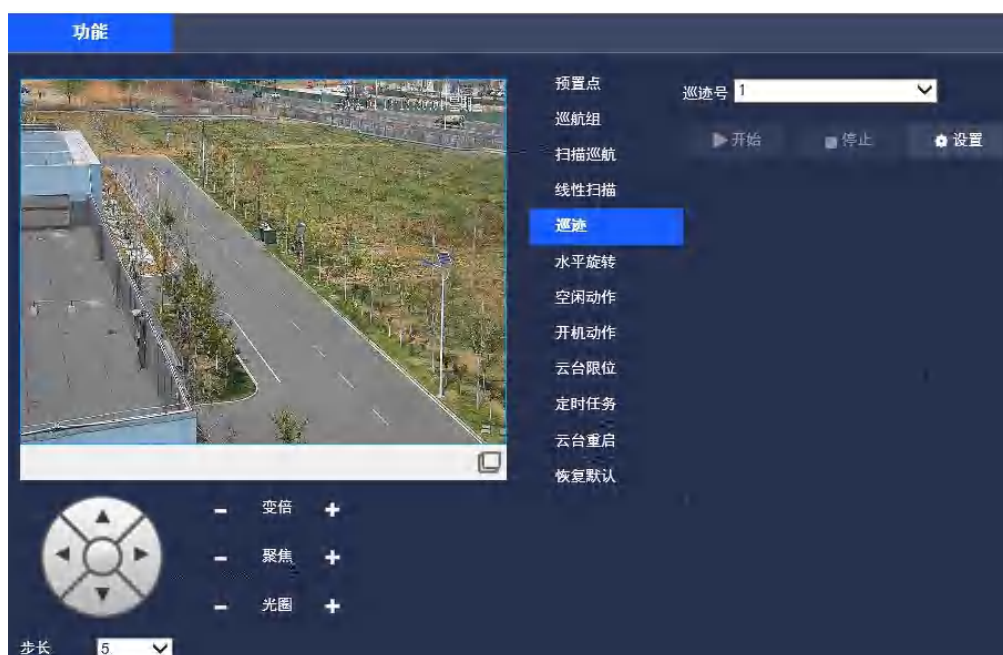 功能
预置点
巡航组
扫描巡航
线性扫描
巡迹
水平旋转
空闲动作
开机动作
云台限位
定时任务
云台重启
恢复默认
巡迹号 1
开始 停止 设置
- 变倍 +
- 聚焦 +
- 光圈 +
步长 5